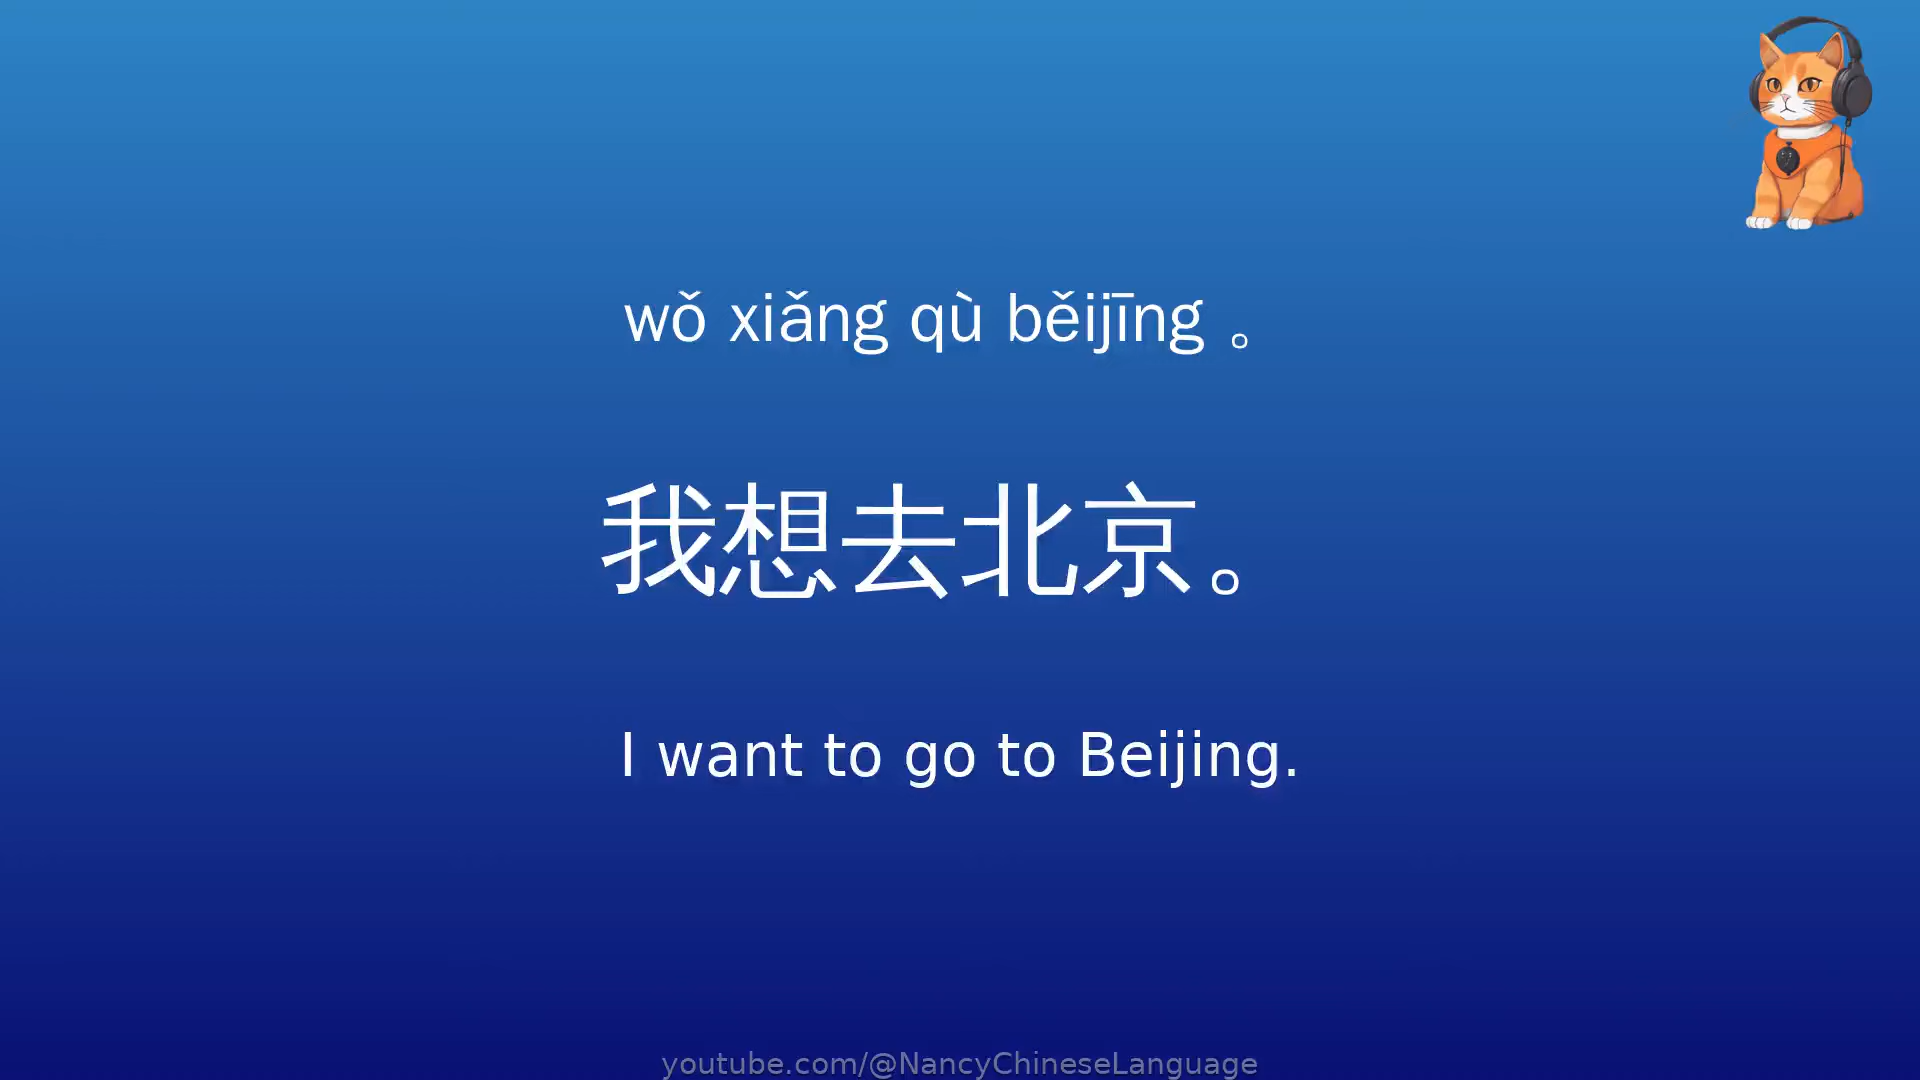 wǒ xiǎng qù běijīng 。
我想去北京。
I want to go to Beijing.
youtube.com/@NancyChineseLanguage